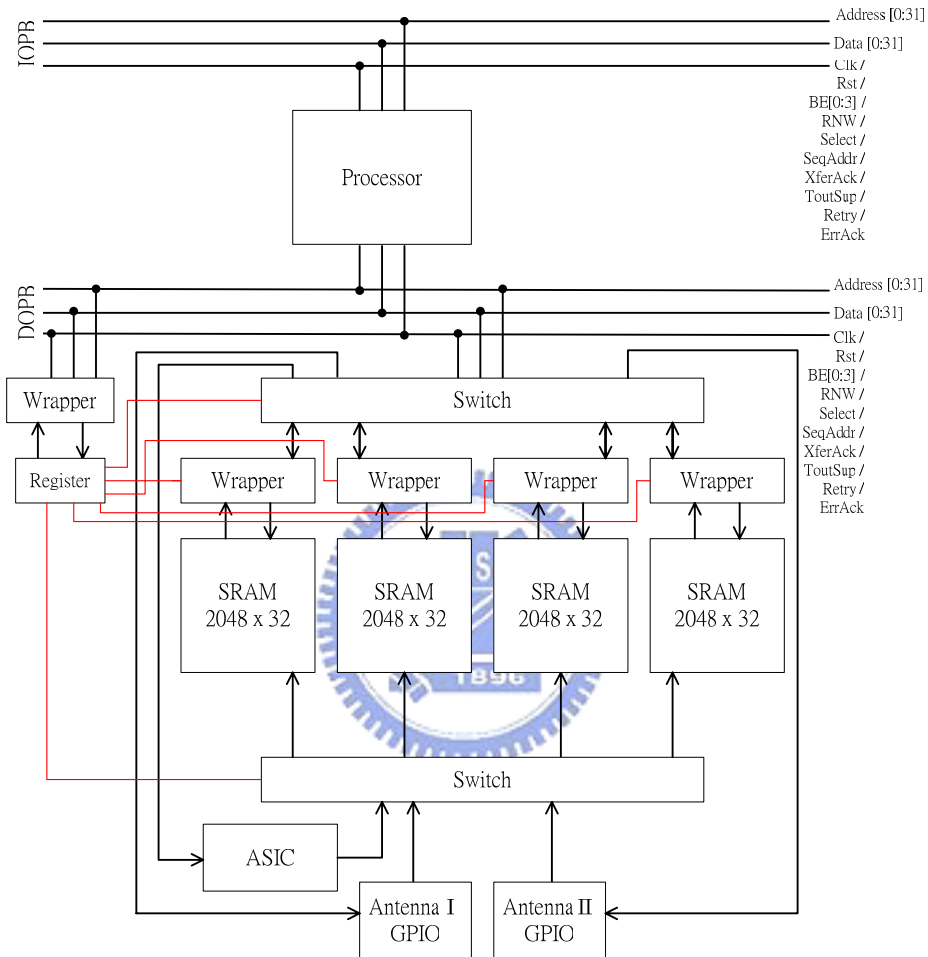 IOPB
Address [0:31]
Data [0:31]
Clk /
Rst /
BE[0:3] /
RNW /
Select /
SeqAddr /
XferAck /
ToutSup /
Retry /
ErrAck
Processor
DOPB
Address [0:31]
Data [0:31]
Clk /
Rst /
BE[0:3] /
RNW /
Select /
SeqAddr /
XferAck /
ToutSup /
Retry /
ErrAck
Wrapper
Switch
Register
Wrapper
Wrapper
Wrapper
Wrapper
SRAM
2048 x 32
SRAM
2048 x 32
SRAM
2048 x 32
SRAM
2048 x 32
1896
Switch
ASIC
Antenna I
GPIO
Antenna II
GPIO